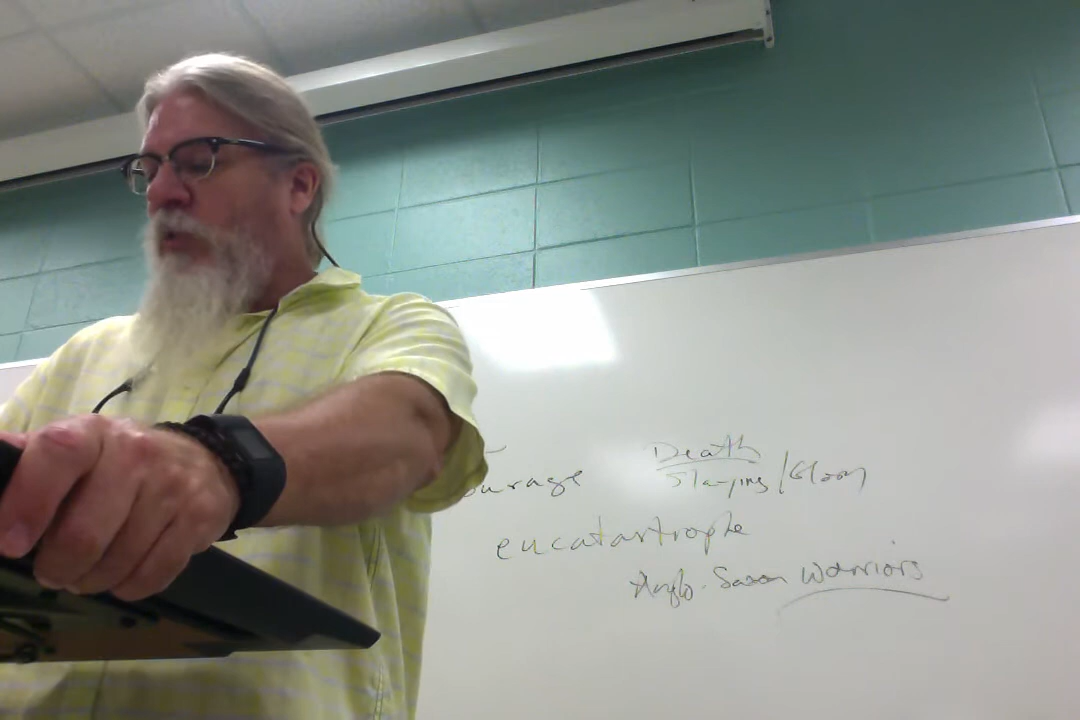 ourage
Death
Slaying/Gloom
eucatastrophe
Anglo-Saxon Warriors